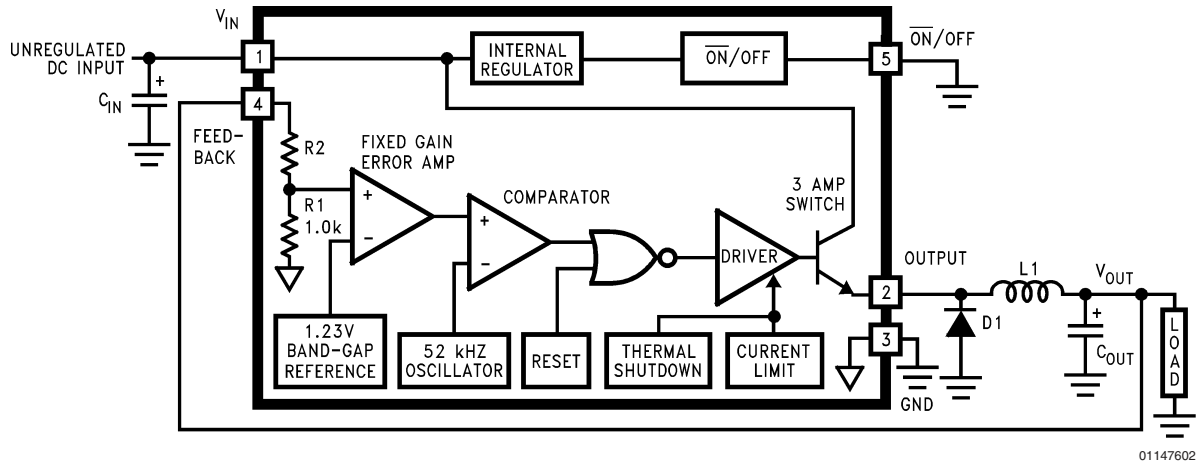 V_IN
UNREGULATED
DC INPUT
+
C_IN
1
4
FEED-
BACK
INTERNAL
REGULATOR
O̅N̅/OFF
5
O̅N̅/OFF
R2
R1
1.0k
FIXED GAIN
ERROR AMP
+
−
COMPARATOR
+
−
DRIVER
3 AMP
SWITCH
OUTPUT
2
3
GND
1.23V
BAND-GAP
REFERENCE
52 kHZ
OSCILLATOR
RESET
THERMAL
SHUTDOWN
CURRENT
LIMIT
D1
L1
V_OUT
+
C_OUT
LOAD
01147602